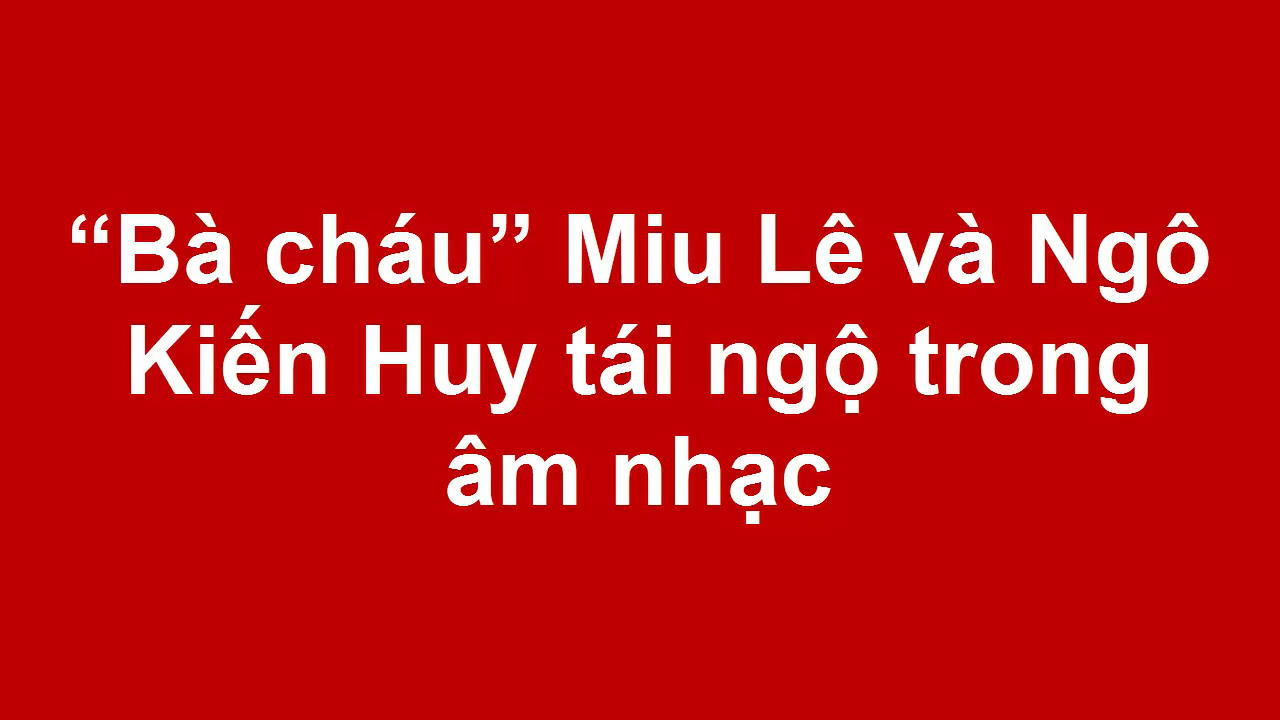 “Bà cháu” Miu Lê và Ngô
Kiến Huy tái ngộ trong
âm nhạc